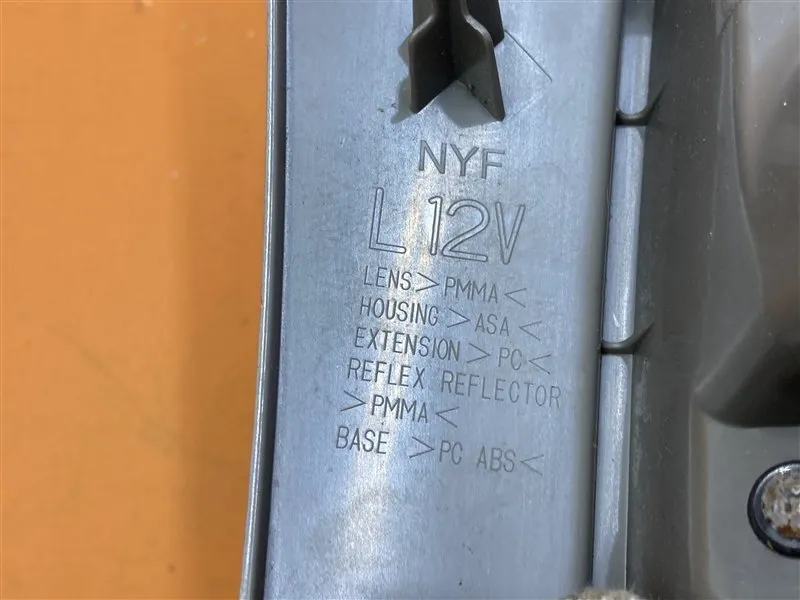 NYF
L 12V
LENS >PMMA<
HOUSING >ASA<
EXTENSION >PC<
REFLEX REFLECTOR
>PMMA<
BASE >PC ABS<